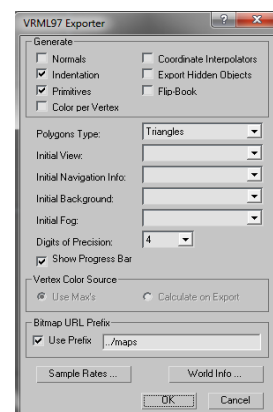 VRML97 Exporter
Generate
Normals
Coordinate Interpolators
Indentation
Export Hidden Objects
Primitives
Flip-Book
Color per Vertex
Polygons Type: Triangles
Initial View:
Initial Navigation Info:
Initial Background:
Initial Fog:
Digits of Precision: 4
Show Progress Bar
Vertex Color Source
Use Max's
Calculate on Export
Bitmap URL Prefix
Use Prefix ../maps
Sample Rates ...
World Info ...
OK
Cancel